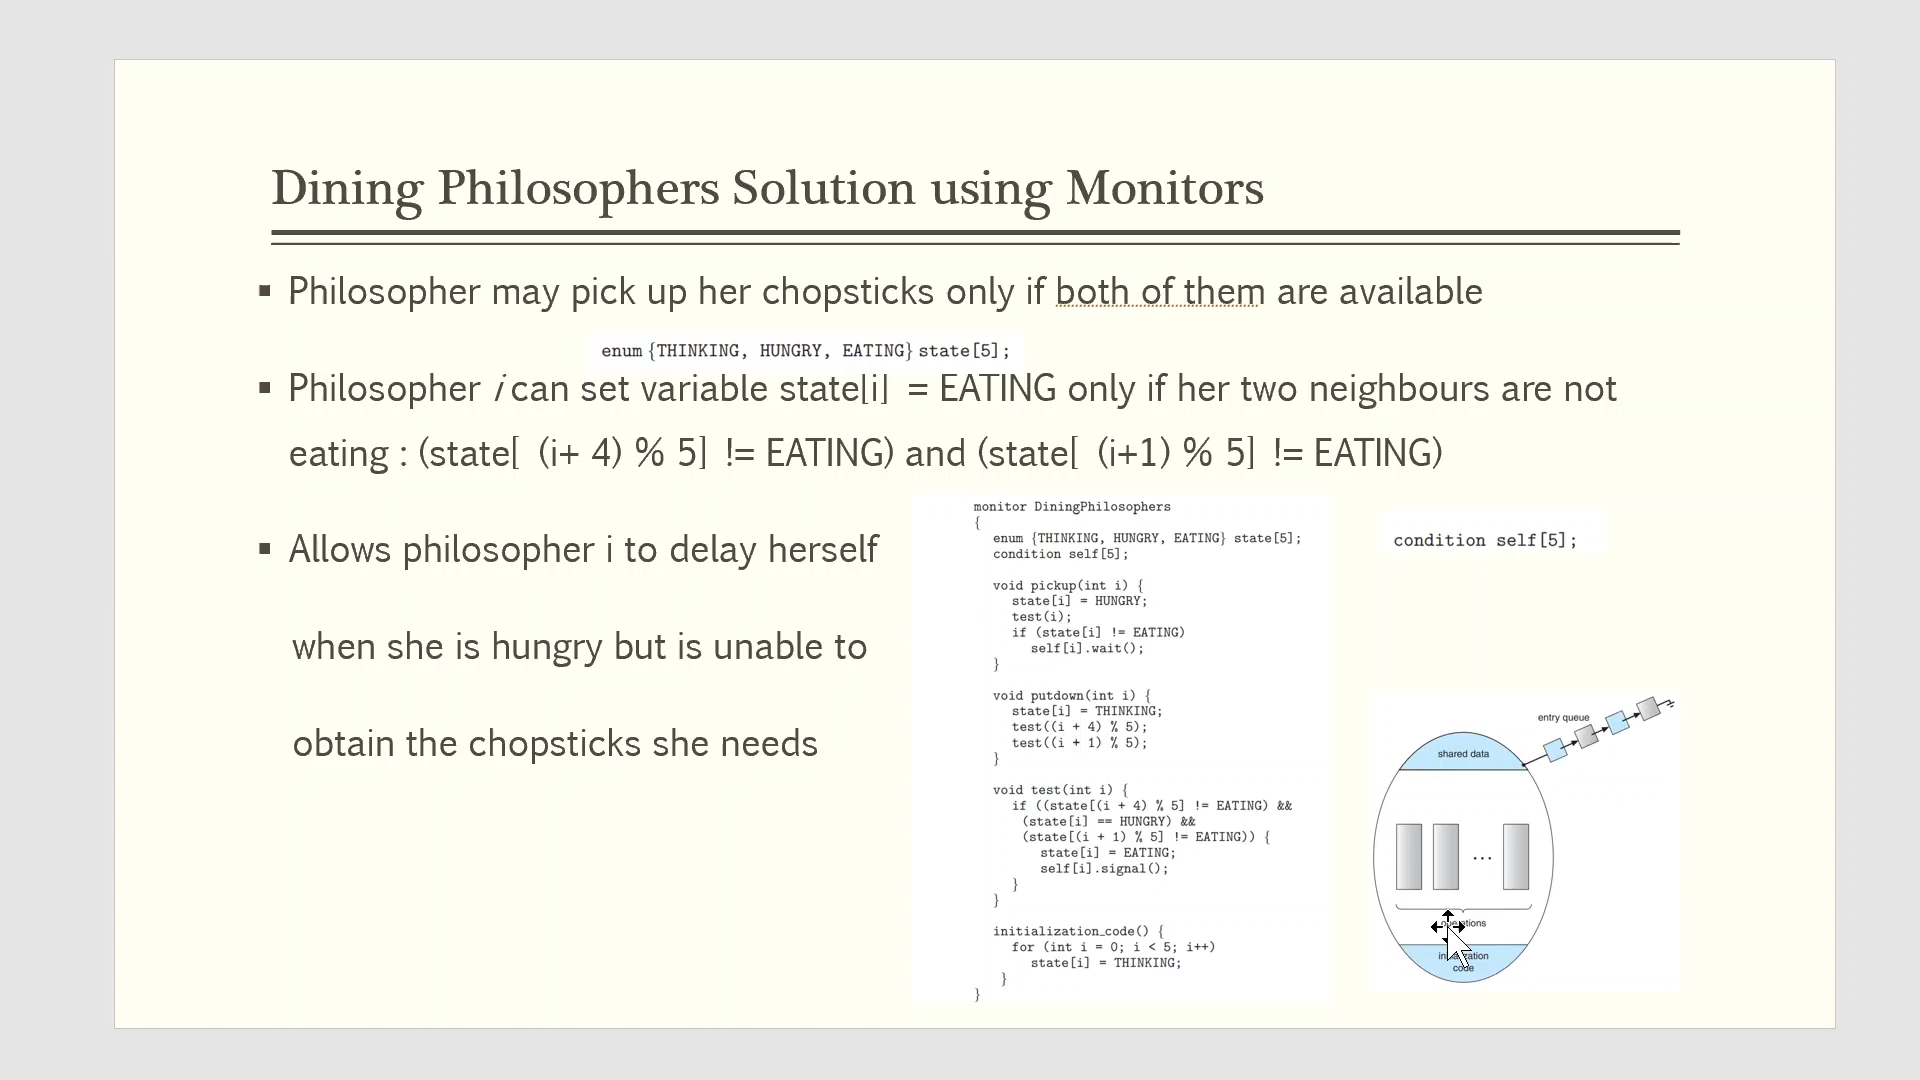 Dining Philosophers Solution using Monitors
▪ Philosopher may pick up her chopsticks only if both of them are available
enum {THINKING, HUNGRY, EATING} state[5];
▪ Philosopher i can set variable state[i] = EATING only if her two neighbours are not
eating : (state[ (i+ 4) % 5] != EATING) and (state[ (i+1) % 5] != EATING)
▪ Allows philosopher i to delay herself
when she is hungry but is unable to
obtain the chopsticks she needs
monitor DiningPhilosophers
{
enum {THINKING, HUNGRY, EATING} state[5];
condition self[5];
void pickup(int i) {
state[i] = HUNGRY;
test(i);
if (state[i] != EATING)
self[i].wait();
}
void putdown(int i) {
state[i] = THINKING;
test((i + 4) % 5);
test((i + 1) % 5);
}
void test(int i) {
if ((state[(i + 4) % 5] != EATING) &&
(state[i] == HUNGRY) &&
(state[(i + 1) % 5] != EATING)) {
state[i] = EATING;
self[i].signal();
}
}
initialization_code() {
for (int i = 0; i < 5; i++)
state[i] = THINKING;
}
}
condition self[5];
entry queue
shared data
...
code